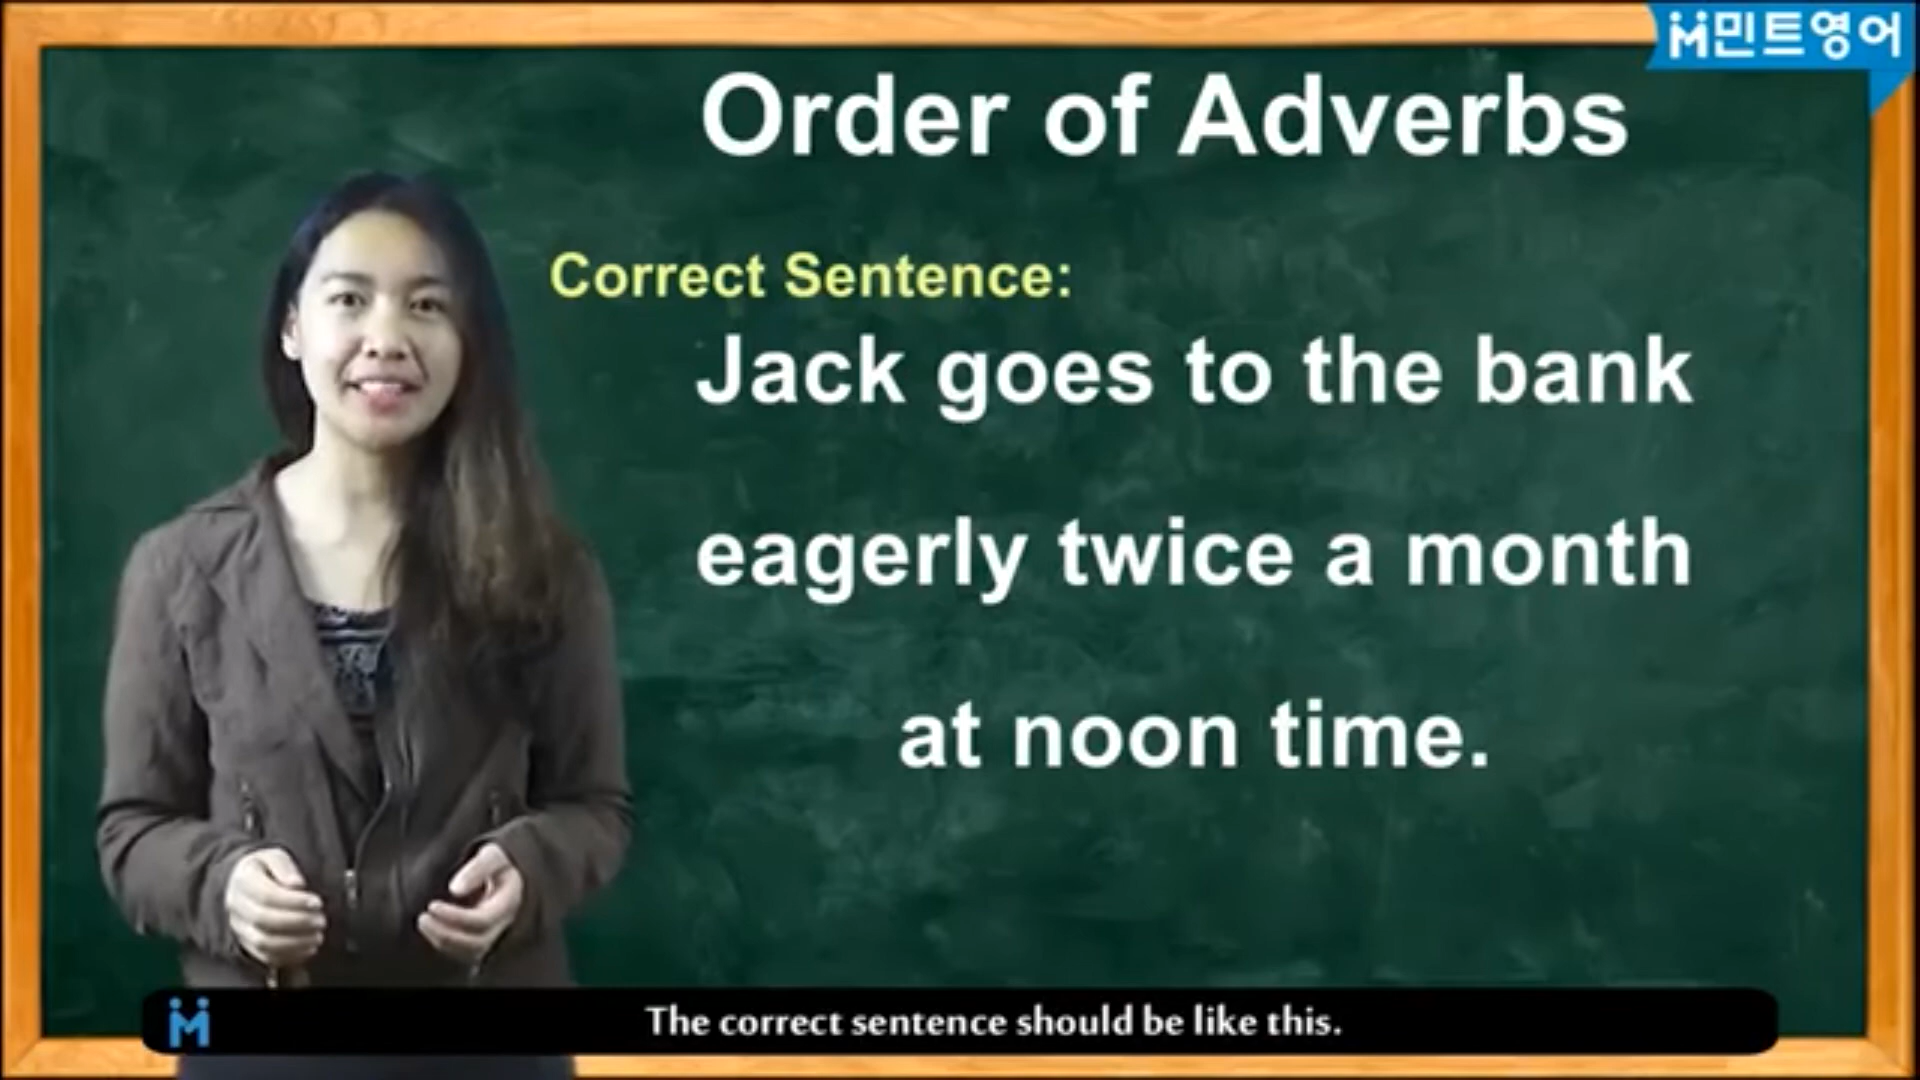 민트영어
Order of Adverbs
Correct Sentence:
Jack goes to the bank
eagerly twice a month
at noon time.
The correct sentence should be like this.